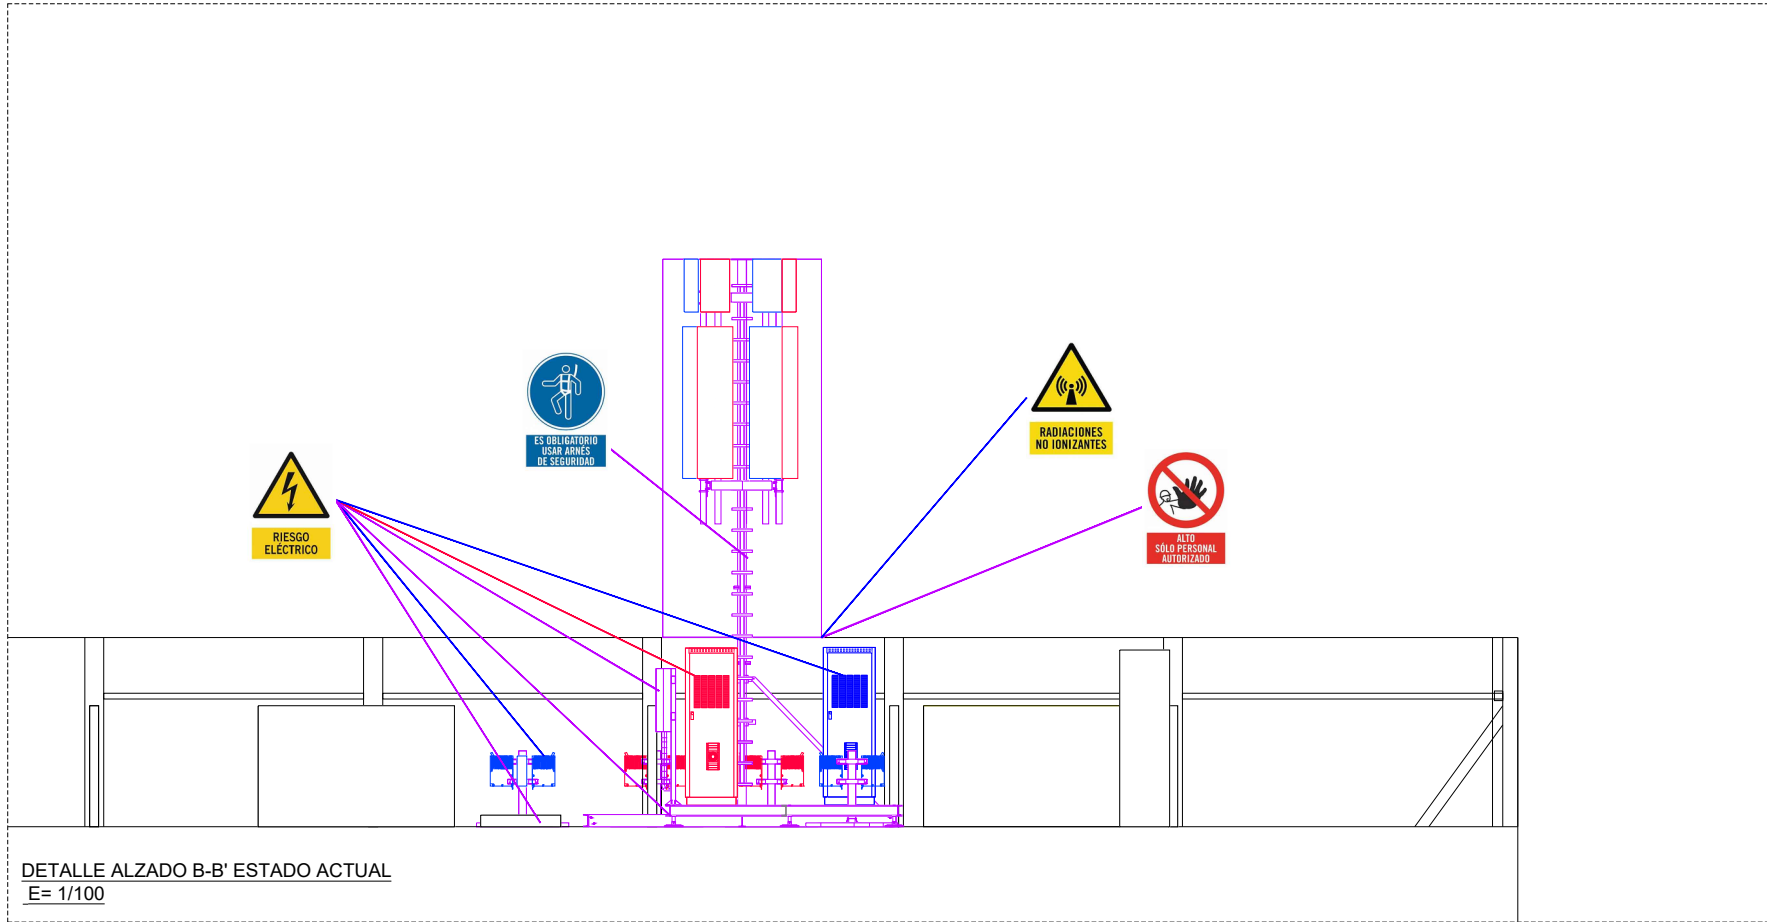 ES OBLIGATORIO
USAR ARNÉS
DE SEGURIDAD
RADIACIONES
NO IONIZANTES
RIESGO
ELÉCTRICO
ALTO
SÓLO PERSONAL
AUTORIZADO
DETALLE ALZADO B-B' ESTADO ACTUAL
E= 1/100